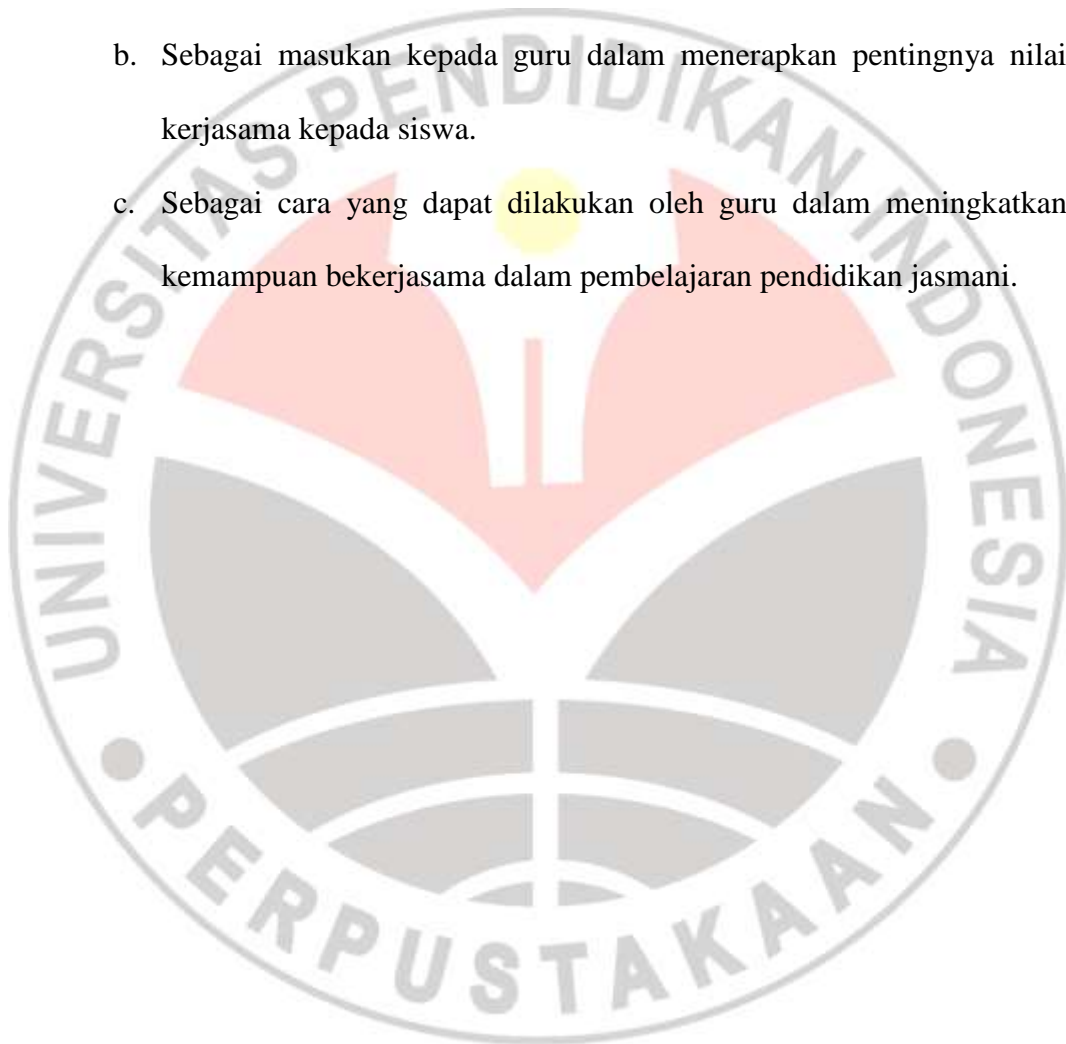 b. Sebagai masukan kepada guru dalam menerapkan pentingnya nilai
kerjasama kepada siswa.
c. Sebagai cara yang dapat dilakukan oleh guru dalam meningkatkan
kemampuan bekerjasama dalam pembelajaran pendidikan jasmani.
UNIVERSITAS PENDIDIKAN INDONESIA
PERPUSTAKAAN